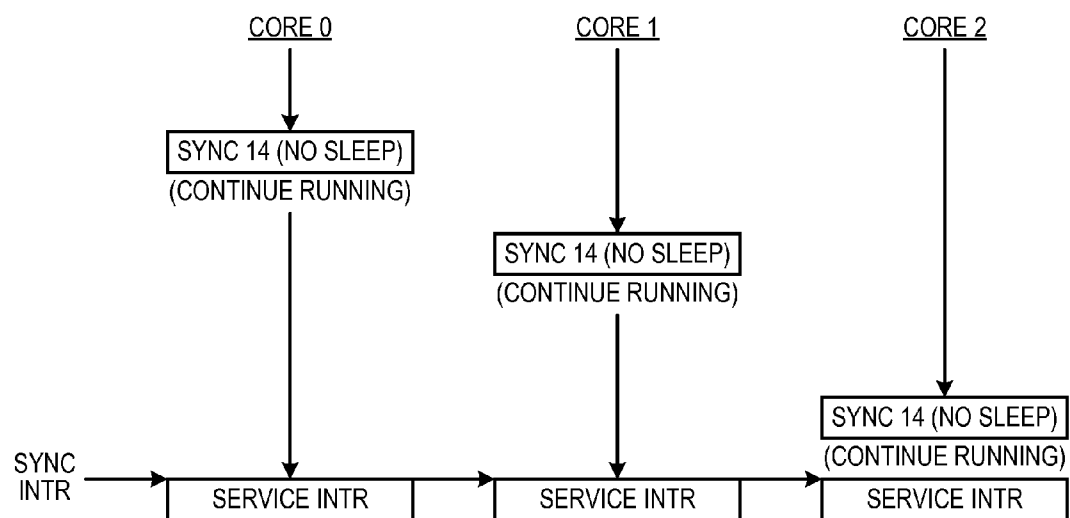 CORE 0
CORE 1
CORE 2
SYNC 14 (NO SLEEP)
(CONTINUE RUNNING)
SYNC 14 (NO SLEEP)
(CONTINUE RUNNING)
SYNC 14 (NO SLEEP)
(CONTINUE RUNNING)
SYNC
INTR
SERVICE INTR
SERVICE INTR
SERVICE INTR